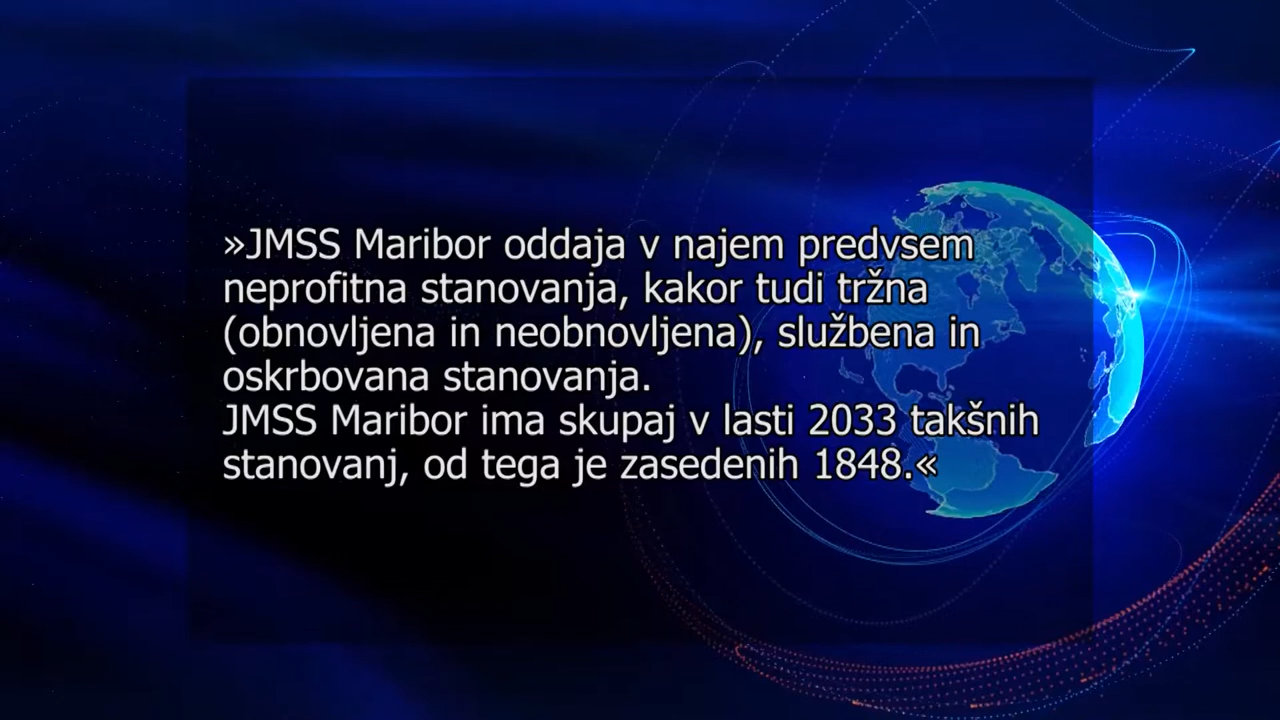 »JMSS Maribor oddaja v najem predvsem
neprofitna stanovanja, kakor tudi tržna
(obnovljena in neobnovljena), službena in
oskrbovana stanovanja.
JMSS Maribor ima skupaj v lasti 2033 takšnih
stanovanj, od tega je zasedenih 1848.«